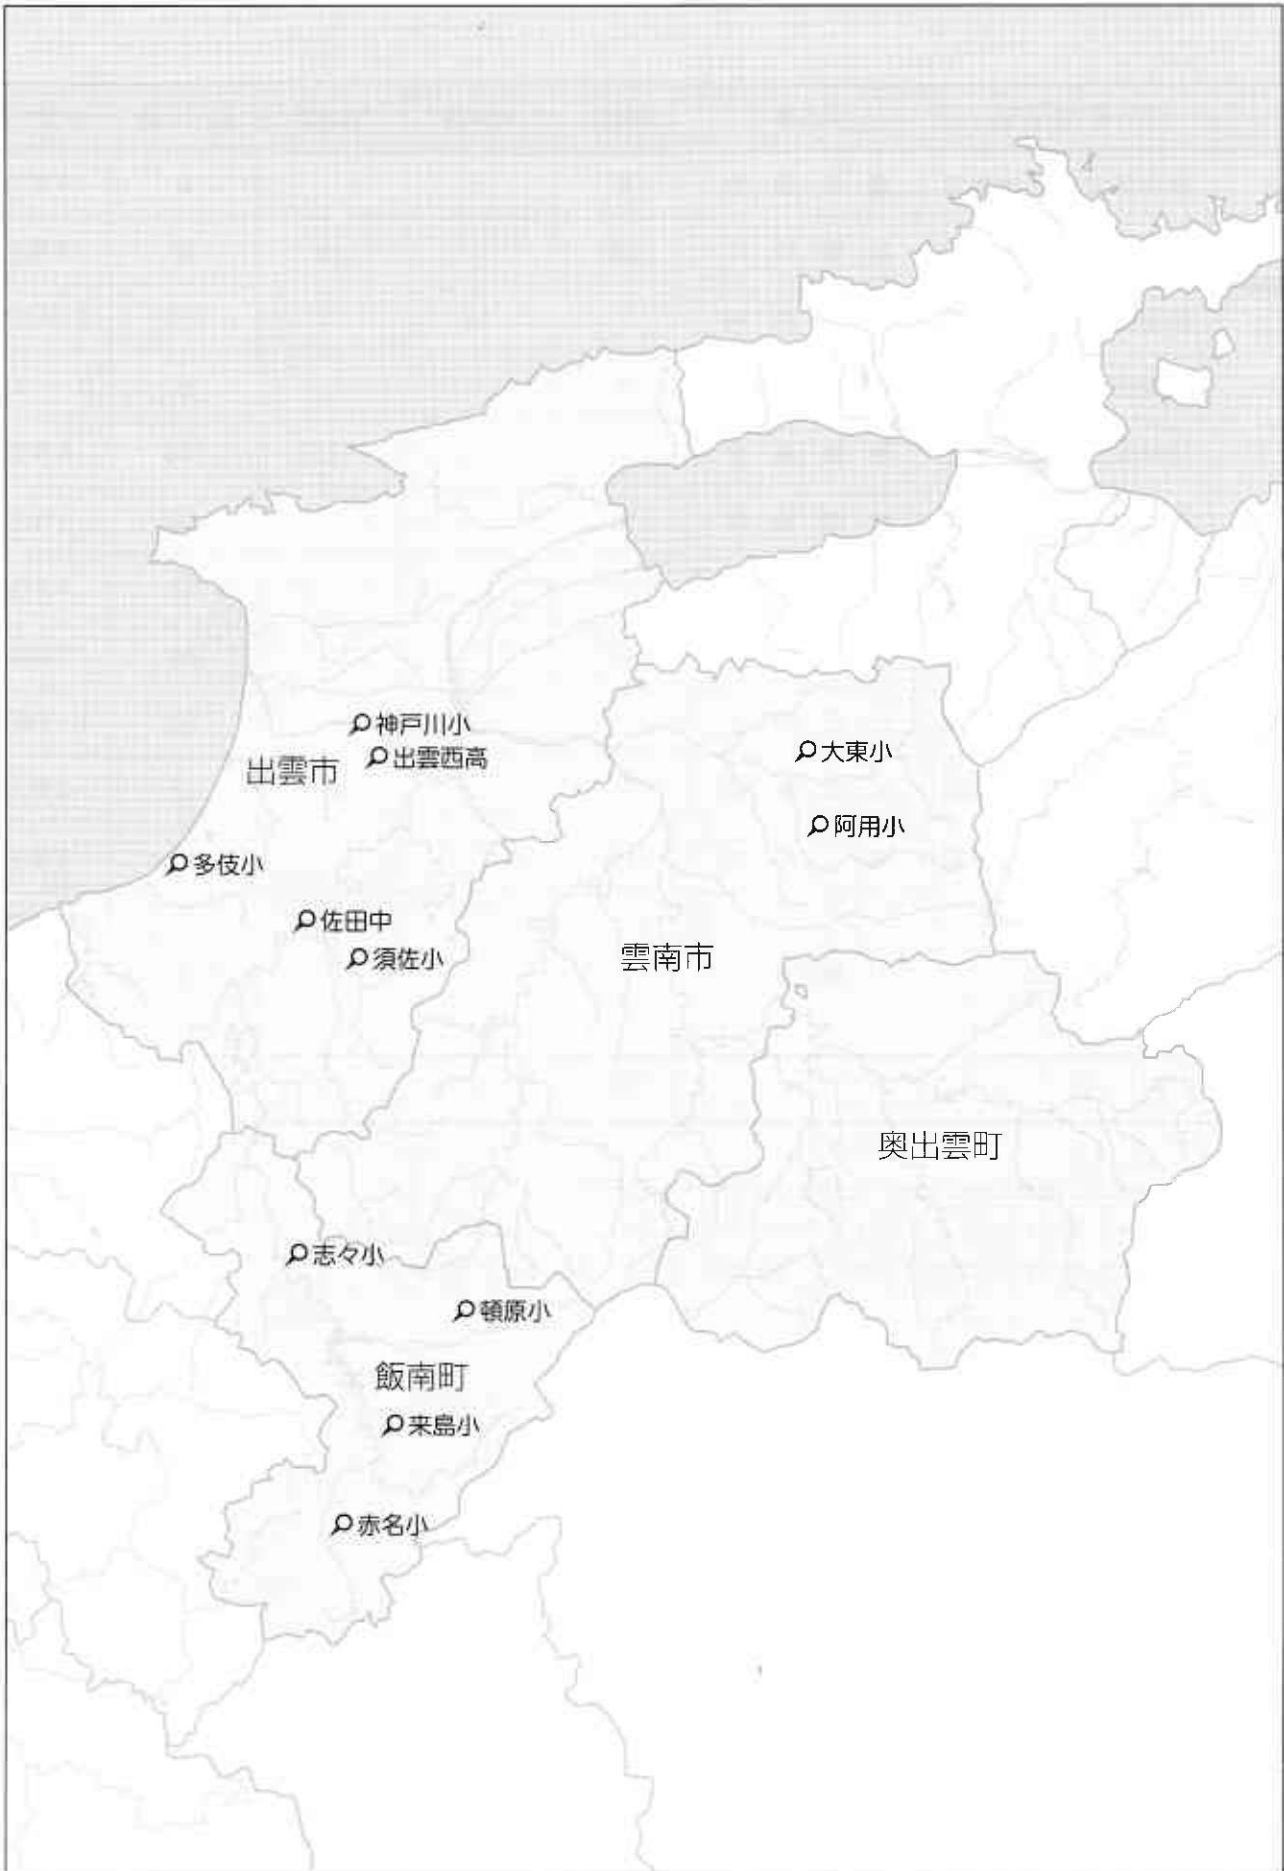 神戸川小
出雲西高
出雲市
大東小
阿用小
多伎小
佐田中
須佐小
雲南市
奥出雲町
志々小
頓原小
飯南町
来島小
赤名小